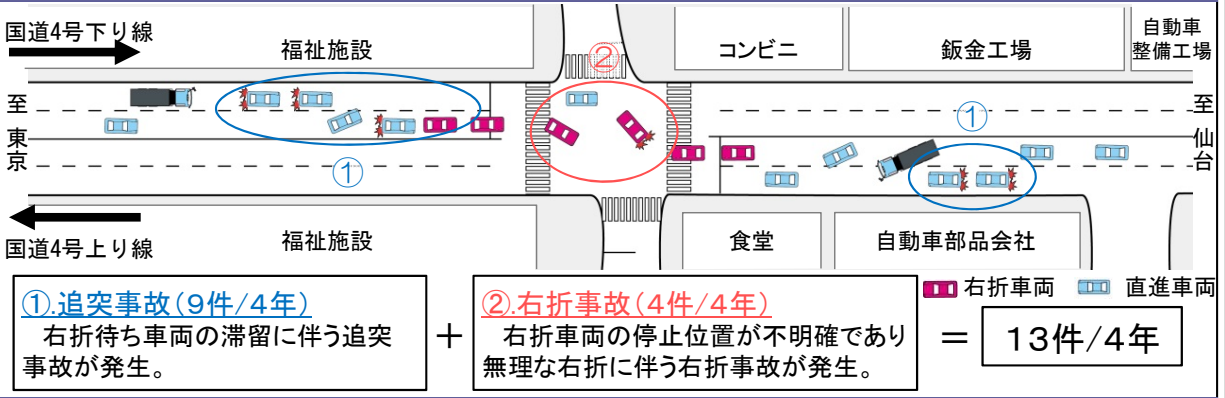 国道4号下り線
福祉施設
②
コンビニ
鈑金工場
自動車
整備工場
至
東
京
①
①
至
仙
台
国道4号上り線
福祉施設
食堂
自動車部品会社
右折車両
直進車両
①.追突事故(9件/4年)
右折待ち車両の滞留に伴う追突
事故が発生。
+
②.右折事故(4件/4年)
右折車両の停止位置が不明確であり
無理な右折に伴う右折事故が発生。
=
13件/4年